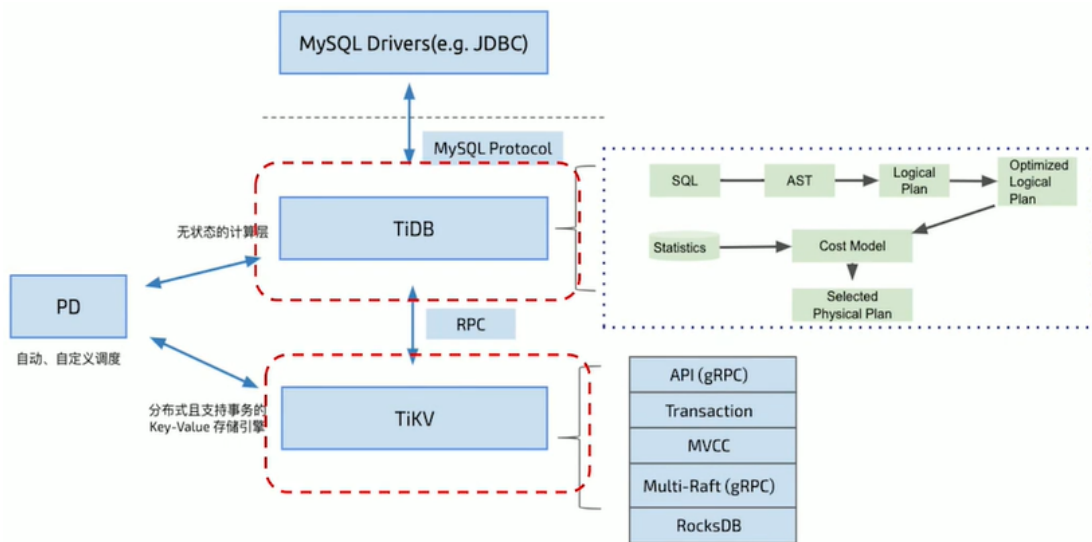 MySQL Drivers(e.g. JDBC)
MySQL Protocol
无状态的计算层
TiDB
SQL
AST
Logical
Plan
Optimized
Logical
Plan
Statistics
Cost Model
Selected
Physical Plan
PD
自动、自定义调度
RPC
分布式且支持事务的
Key-Value 存储引擎
TiKV
API (gRPC)
Transaction
MVCC
Multi-Raft (gRPC)
RocksDB